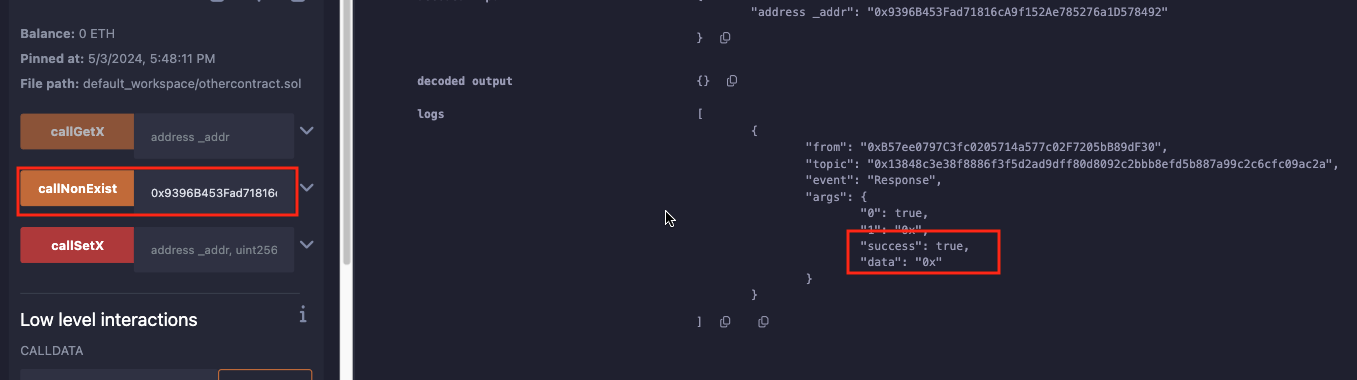 Balance: 0 ETH
Pinned at: 5/3/2024, 5:48:11 PM
File path: default_workspace/othercontract.sol
callGetX address _addr
callNonExist 0x9396B453Fad71816
callSetX address _addr, uint256
Low level interactions i
CALLDATA
"address _addr": "0x9396B453Fad71816cA9f152Ae785276a1D578492"
}
decoded output {}
logs [
{
"from": "0xB57ee0797C3fc0205714a577c02F7205bB89dF30",
"topic": "0x13848c3e38f8886f3f5d2ad9dff80d8092c2bbb8efd5b887a99c2c6cfc09ac2a",
"event": "Response",
"args": {
"0": true,
"1": "0x",
"success": true,
"data": "0x"
}
}
]